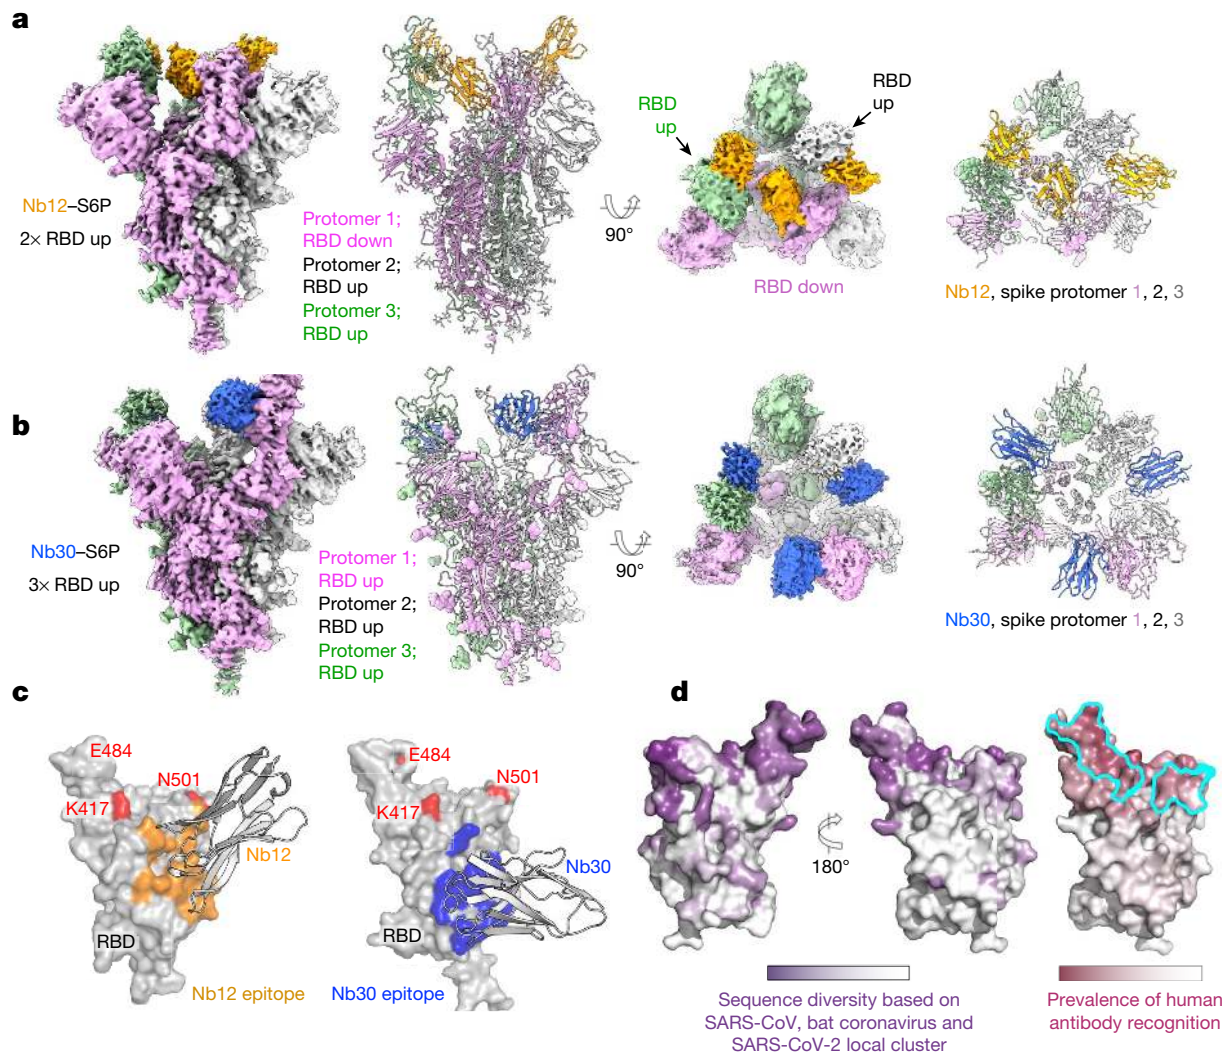 a
Nb12–S6P
2× RBD up
Protomer 1;
RBD down
Protomer 2;
RBD up
Protomer 3;
RBD up
90°
RBD
up
RBD
up
RBD down
Nb12, spike protomer 1, 2, 3
b
Nb30–S6P
3× RBD up
Protomer 1;
RBD up
Protomer 2;
RBD up
Protomer 3;
RBD up
90°
Nb30, spike protomer 1, 2, 3
c
E484
N501
K417
Nb12
RBD
Nb12 epitope
E484
N501
K417
Nb30
RBD
Nb30 epitope
d
180°
Sequence diversity based on
SARS-CoV, bat coronavirus and
SARS-CoV-2 local cluster
Prevalence of human
antibody recognition